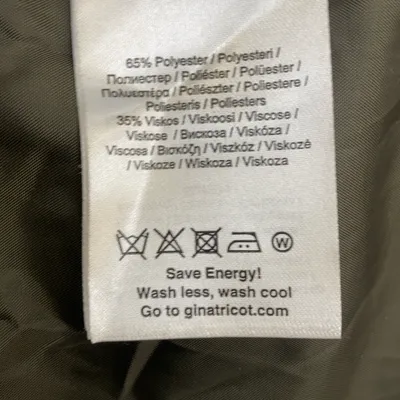 65% Polyester / Polyesteri /
Полиестер / Poliéster / Polüester /
Πολυεστέρα / Poliészter / Poliestere /
Poliesteris / Poliesters
35% Viskos / Viskoosi / Viscose /
Viskose / Вискоза / Viskóza /
Viscosa / Βισκόζη / Viszkóz / Viskozė
/ Viskoze / Wiskoza / Viskoza
W
Save Energy!
Wash less, wash cool
Go to ginatricot.com